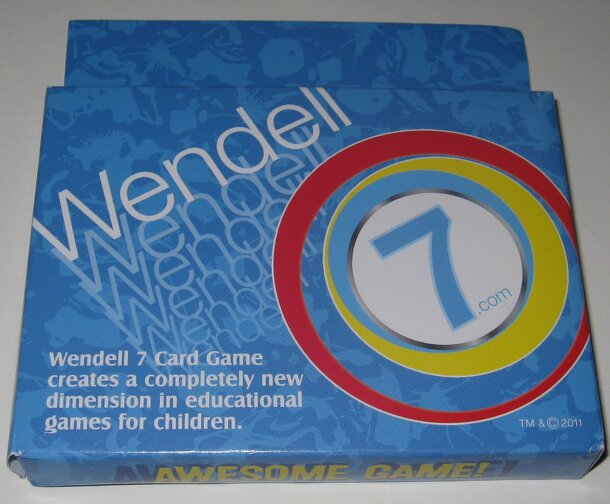 Wendell
Wendell
Wendell
Wendell
Wendell
7
.com
Wendell 7 Card Game
creates a completely new
dimension in educational
games for children.
TM & © 2011
AWESOME GAME!